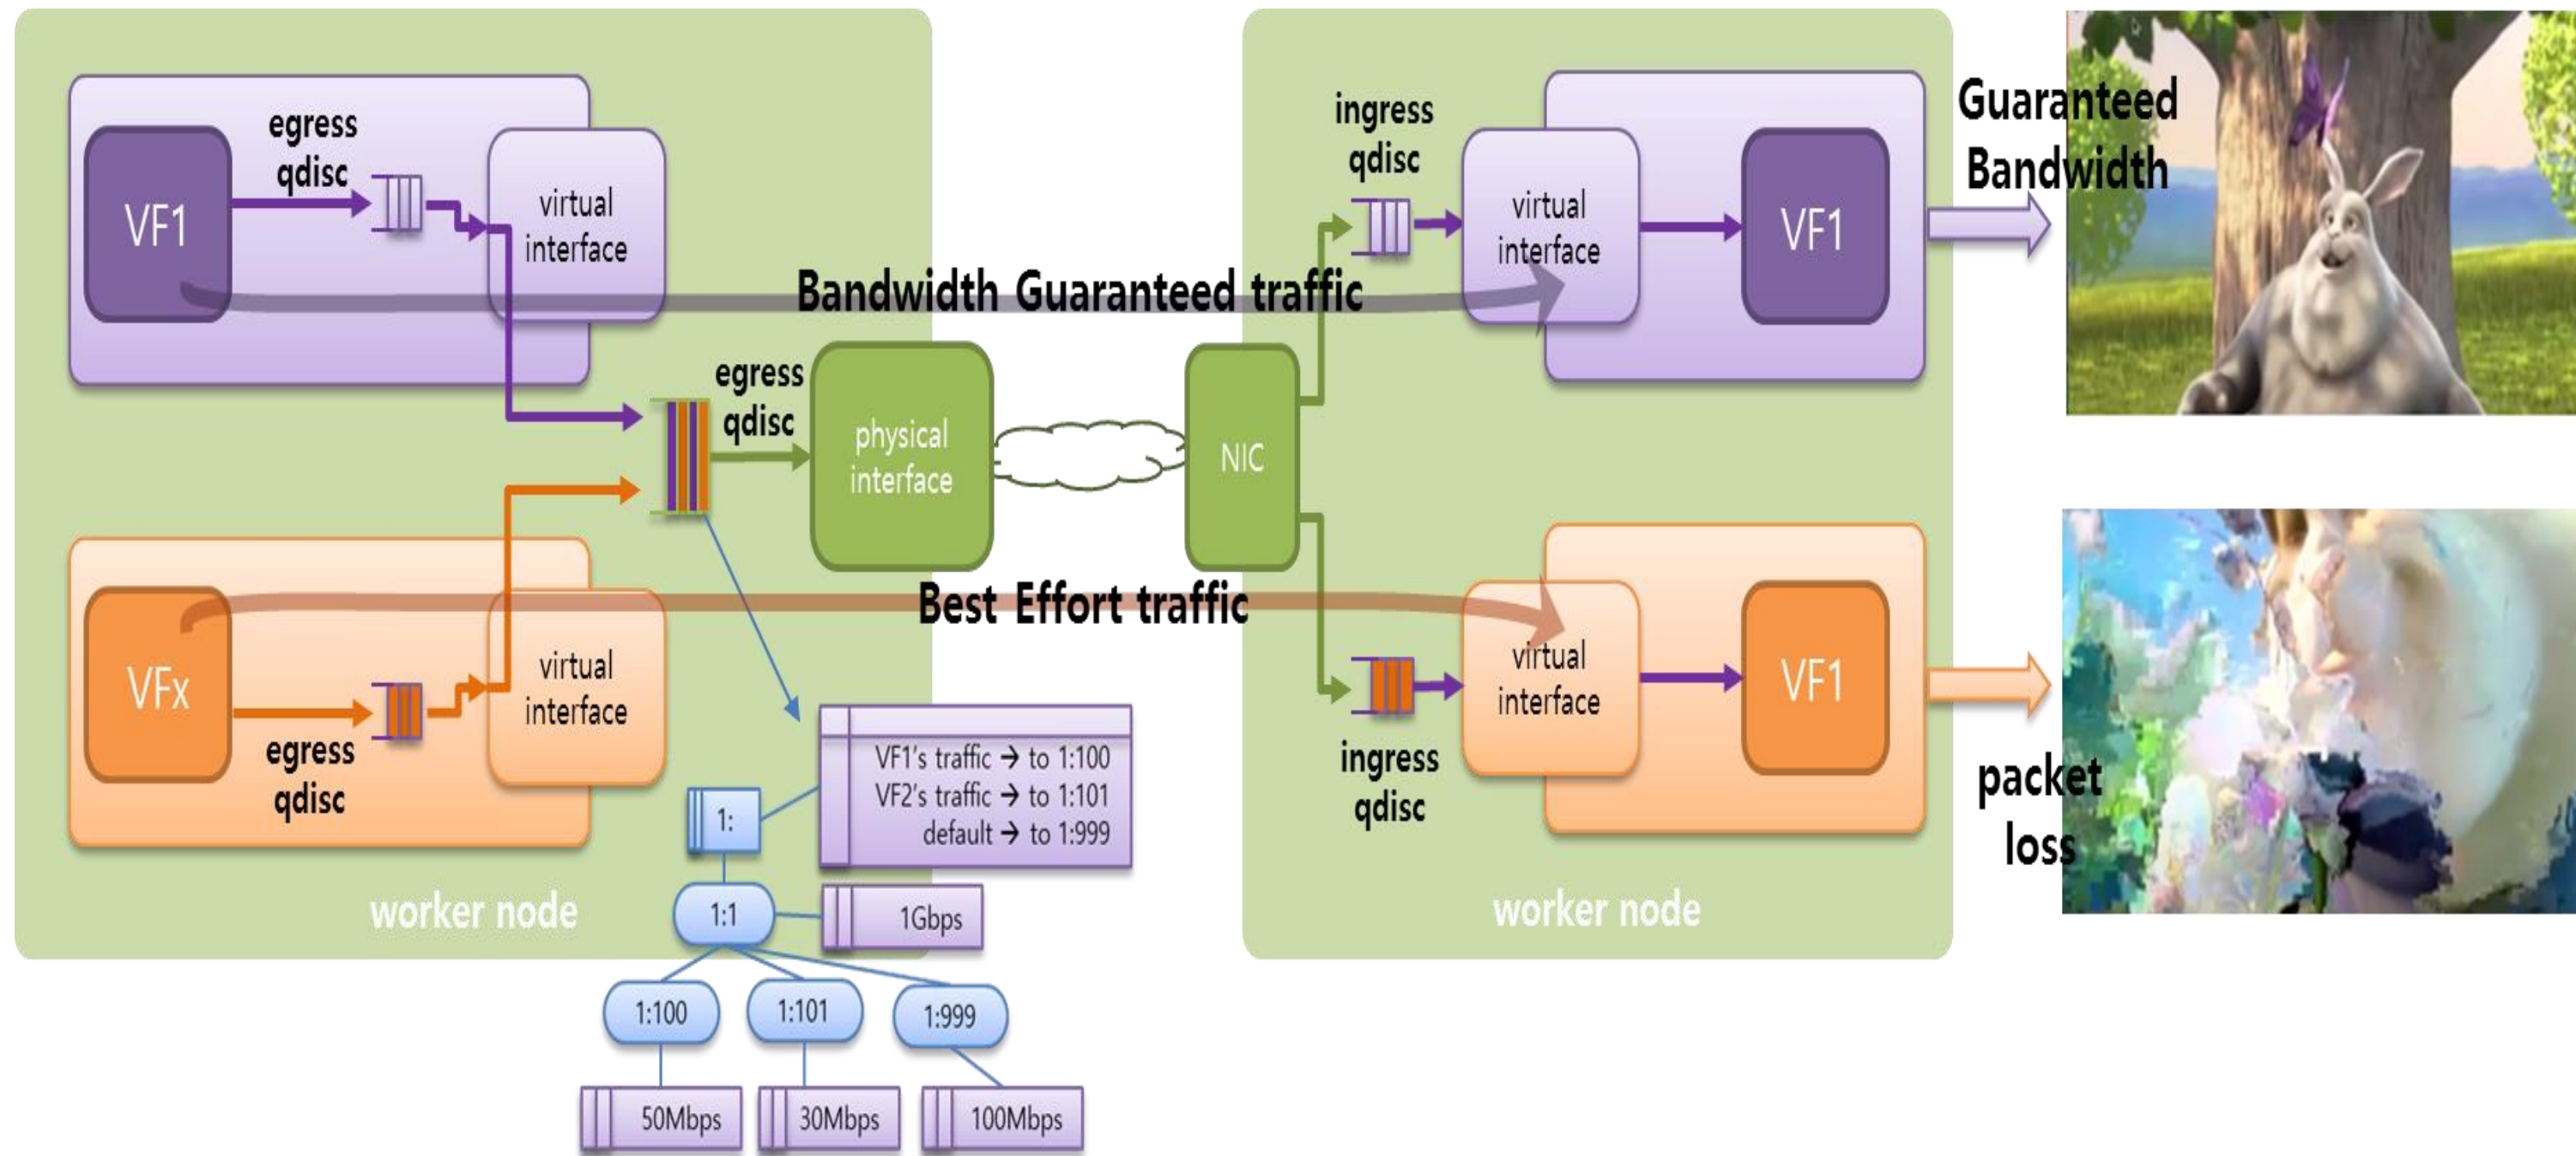 egress
qdisc
VF1
virtual
interface
Bandwidth Guaranteed traffic
egress
qdisc
physical
interface
NIC
ingress
qdisc
virtual
interface
VF1
Guaranteed
Bandwidth
Best Effort traffic
VFx
egress
qdisc
virtual
interface
worker node
VF1's traffic → to 1:100
VF2's traffic → to 1:101
default → to 1:999
1:
1:1
1Gbps
1:100
1:101
1:999
50Mbps
30Mbps
100Mbps
virtual
interface
VF1
ingress
qdisc
worker node
packet
loss